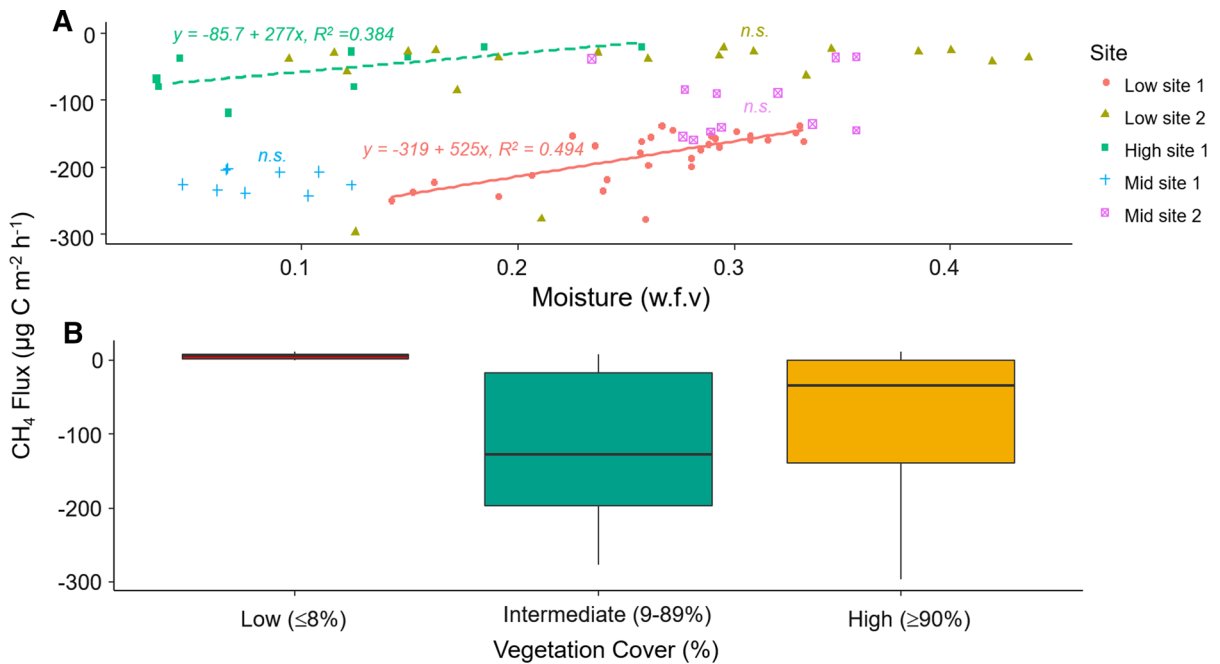 A
y = -85.7 + 277x, R² =0.384
n.s.
n.s.
n.s.
y = -319 + 525x, R² = 0.494
0
-100
-200
-300
0.1
0.2
0.3
0.4
Moisture (w.f.v)
Site
Low site 1
Low site 2
High site 1
Mid site 1
Mid site 2
CH₄ Flux (µg C m⁻² h⁻¹)
B
0
-100
-200
-300
Low (≤8%)
Intermediate (9-89%)
High (≥90%)
Vegetation Cover (%)